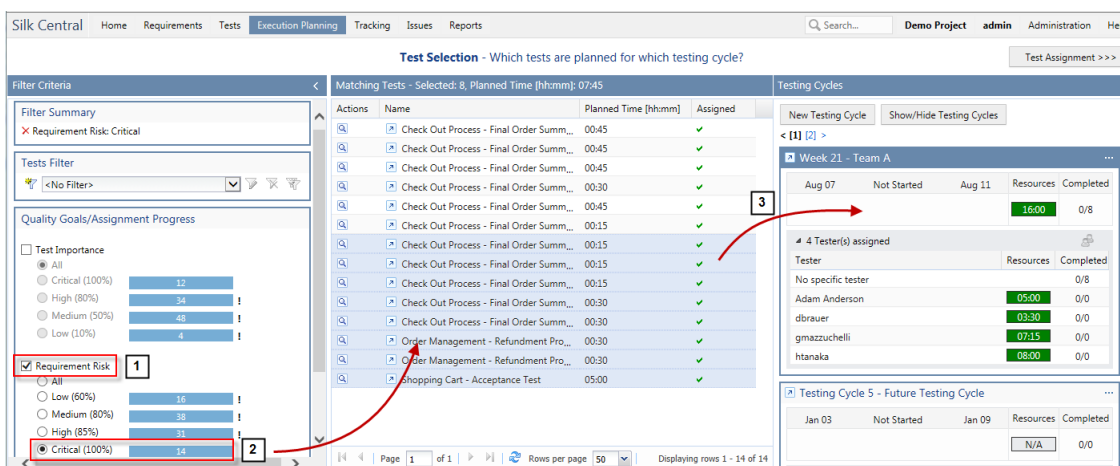 Silk Central Home Requirements Tests Execution Planning Tracking Issues Reports Search... Demo Project admin Administration He
Test Selection - Which tests are planned for which testing cycle? Test Assignment >>>
Filter Criteria <
Filter Summary
Requirement Risk: Critical
Tests Filter
<No Filter>
Quality Goals/Assignment Progress
Test Importance
All
Critical (100%) 12
High (80%) 34 !
Medium (50%) 48 !
Low (10%) 4 !
Requirement Risk 1
All
Low (60%) 16 !
Medium (80%) 38 !
High (85%) 31 !
Critical (100%) 14 2
Matching Tests - Selected: 8, Planned Time [hh:mm]: 07:45
Actions Name Planned Time [hh:mm] Assigned
Check Out Process - Final Order Summ... 00:45
Check Out Process - Final Order Summ... 00:45
Check Out Process - Final Order Summ... 00:45
Check Out Process - Final Order Summ... 00:30
Check Out Process - Final Order Summ... 00:45
Check Out Process - Final Order Summ... 00:15
Check Out Process - Final Order Summ... 00:15
Check Out Process - Final Order Summ... 00:15
Check Out Process - Final Order Summ... 00:15
Check Out Process - Final Order Summ... 00:30
Check Out Process - Final Order Summ... 00:30
Order Management - Refundment Pro... 00:30
Order Management - Refundment Pro... 00:30
Shopping Cart - Acceptance Test 05:00
Page 1 of 1 Rows per page 50 Displaying rows 1 - 14 of 14
3
Testing Cycles
New Testing Cycle Show/Hide Testing Cycles
< [1] [2] >
Week 21 - Team A ...
Aug 07 Not Started Aug 11 Resources Completed
16:00 0/8
4 Tester(s) assigned
Tester Resources Completed
No specific tester 0/8
Adam Anderson 05:00 0/0
dbrauer 03:30 0/0
gmazzuchelli 07:15 0/0
htanaka 08:00 0/0
Testing Cycle 5 - Future Testing Cycle ...
Jan 03 Not Started Jan 09 Resources Completed
N/A 0/0